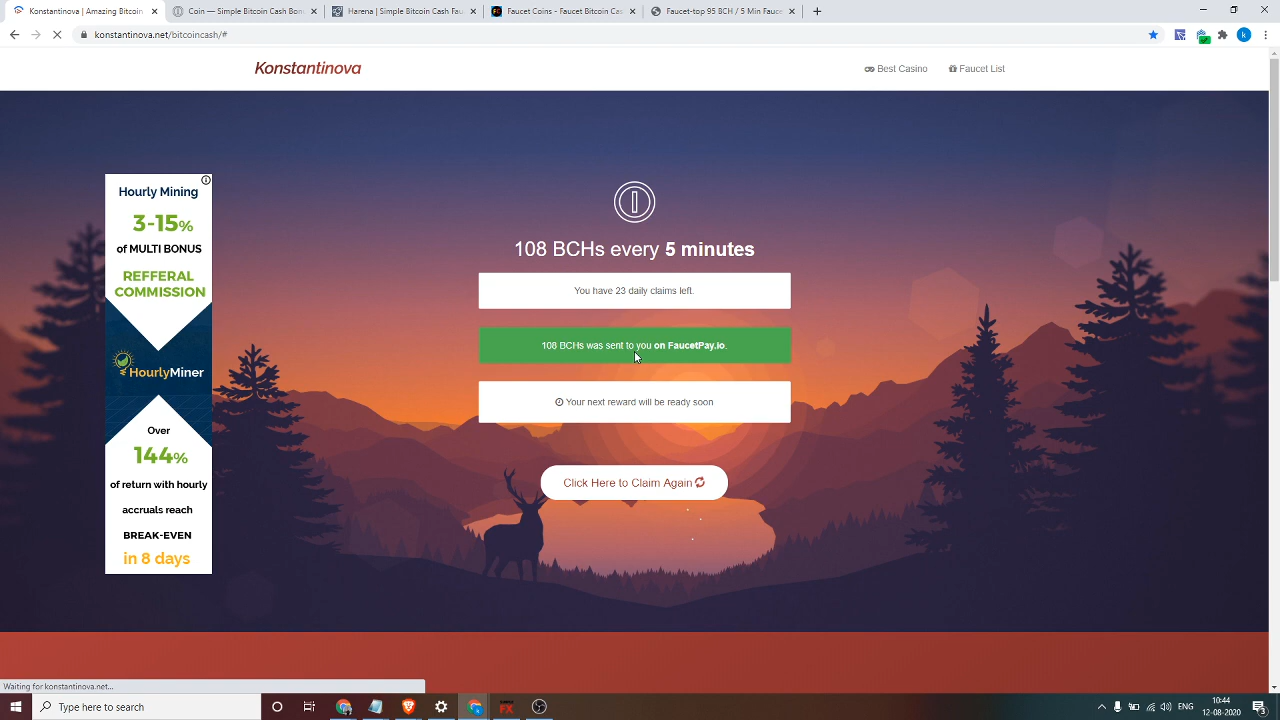 Konstantinova | Amazing Bitcoin
Coin — Simple Bitcoin Cash Bon
Harena | Simple Bitcoin Cash Fau
Faucet Coins - Faucet Bitcoin Ca
Faucet-top 95 BCH / 5 Min Fauce
konstantinova.net/bitcoincash/#
Konstantinova
Best Casino
Faucet List
Hourly Mining
3-15%
of MULTI BONUS
REFFERAL
COMMISSION
HourlyMiner
Over
144%
of return with hourly
accruals reach
BREAK-EVEN
in 8 days
108 BCHs every 5 minutes
You have 23 daily claims left.
108 BCHs was sent to you on FaucetPay.io.
Your next reward will be ready soon
Click Here to Claim Again
Waiting for konstantinova.net...
Type here to search
ENG
10:44
12-08-2020